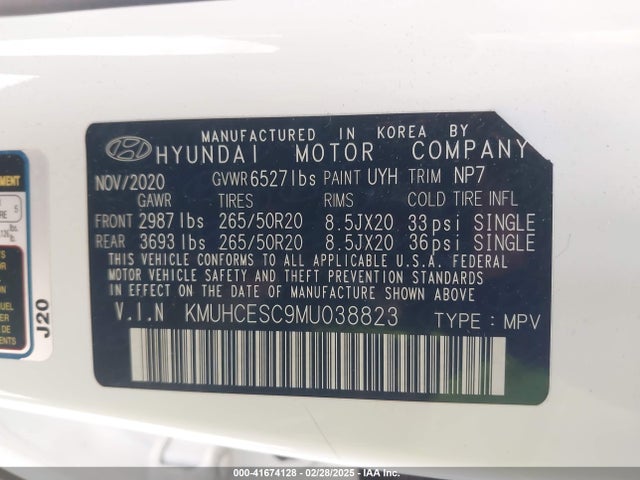 MANUFACTURED IN KOREA BY
HYUNDAI MOTOR COMPANY
NOV/2020 GVWR 6527 lbs PAINT UYH TRIM NP7
GAWR TIRES RIMS COLD TIRE INFL
FRONT 2987 lbs 265/50R20 8.5JX20 33 psi SINGLE
REAR 3693 lbs 265/50R20 8.5JX20 36 psi SINGLE
THIS VEHICLE CONFORMS TO ALL APPLICABLE U.S.A. FEDERAL
MOTOR VEHICLE SAFETY AND THEFT PREVENTION STANDARDS
IN EFFECT ON THE DATE OF MANUFACTURE SHOWN ABOVE
V.I.N KMUHCESC9MU038823 TYPE : MPV
J20
000-41674128 - 02/28/2025 - IAA Inc.